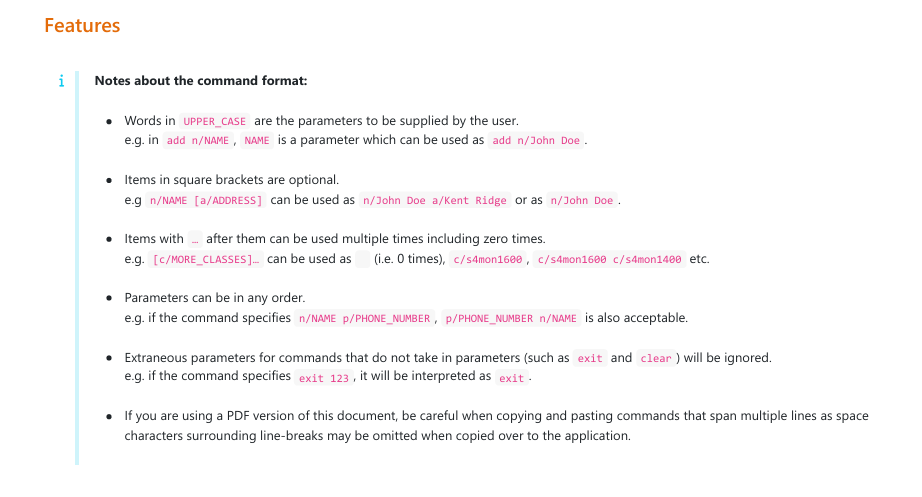 Features
i
Notes about the command format:
● Words in UPPER_CASE are the parameters to be supplied by the user.
e.g. in add n/NAME, NAME is a parameter which can be used as add n/John Doe.
● Items in square brackets are optional.
e.g n/NAME [a/ADDRESS] can be used as n/John Doe a/Kent Ridge or as n/John Doe.
● Items with … after them can be used multiple times including zero times.
e.g. [c/MORE_CLASSES]… can be used as   (i.e. 0 times), c/s4mon1600, c/s4mon1600 c/s4mon1400 etc.
● Parameters can be in any order.
e.g. if the command specifies n/NAME p/PHONE_NUMBER, p/PHONE_NUMBER n/NAME is also acceptable.
● Extraneous parameters for commands that do not take in parameters (such as exit and clear) will be ignored.
e.g. if the command specifies exit 123, it will be interpreted as exit.
● If you are using a PDF version of this document, be careful when copying and pasting commands that span multiple lines as space
characters surrounding line-breaks may be omitted when copied over to the application.